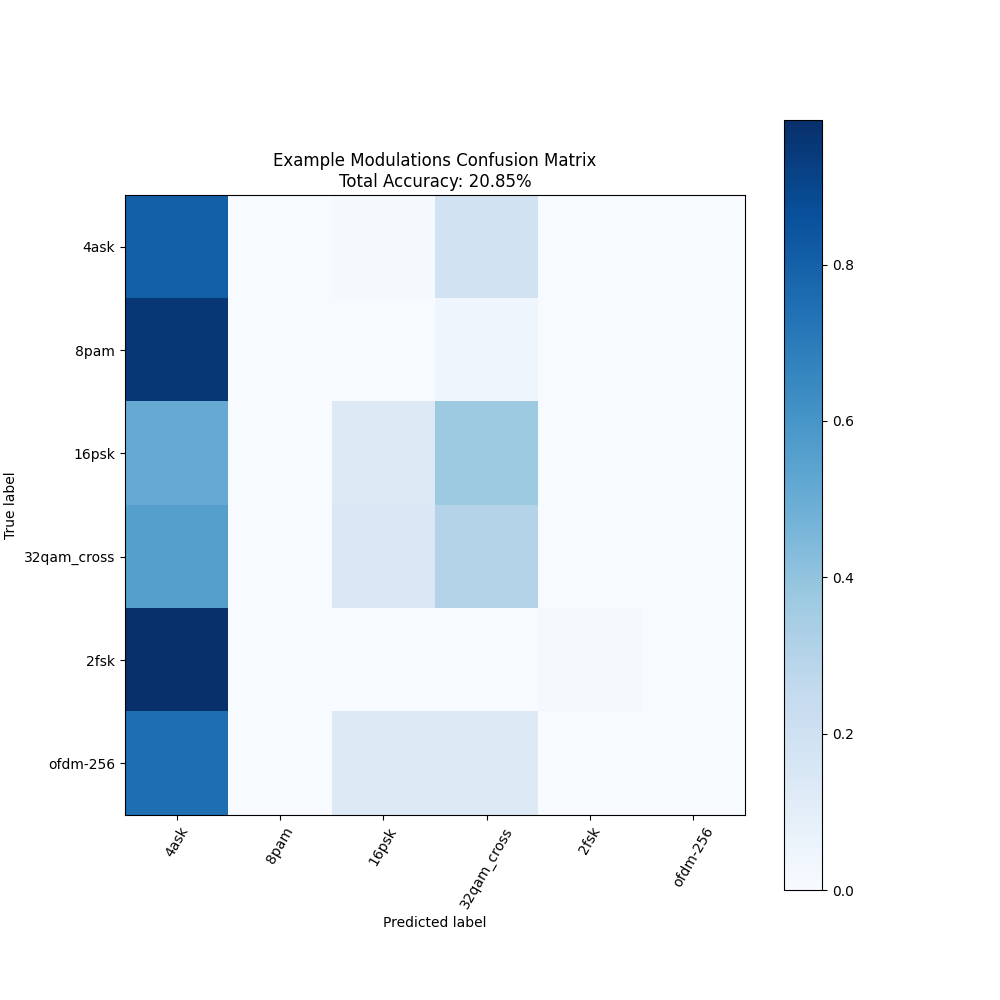 Example Modulations Confusion Matrix
Total Accuracy: 20.85%
True label
4ask
8pam
16psk
32qam_cross
2fsk
ofdm-256
4ask
8pam
16psk
32qam_cross
2fsk
ofdm-256
Predicted label
0.8
0.6
0.4
0.2
0.0